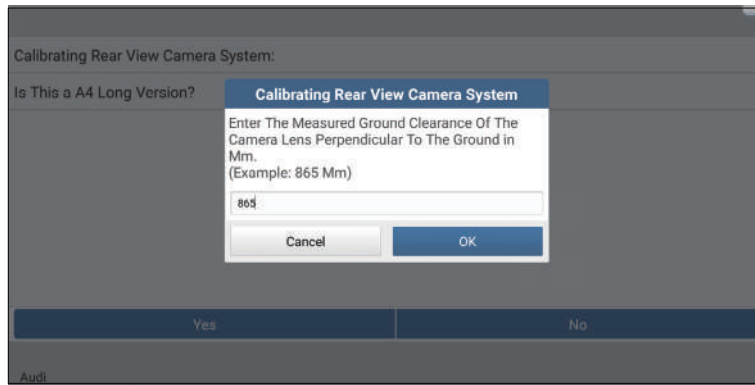 Calibrating Rear View Camera System:
Is This a A4 Long Version?
Calibrating Rear View Camera System
Enter The Measured Ground Clearance Of The
Camera Lens Perpendicular To The Ground in
Mm.
(Example: 865 Mm)
865
Cancel
OK
Yes
No
Audi